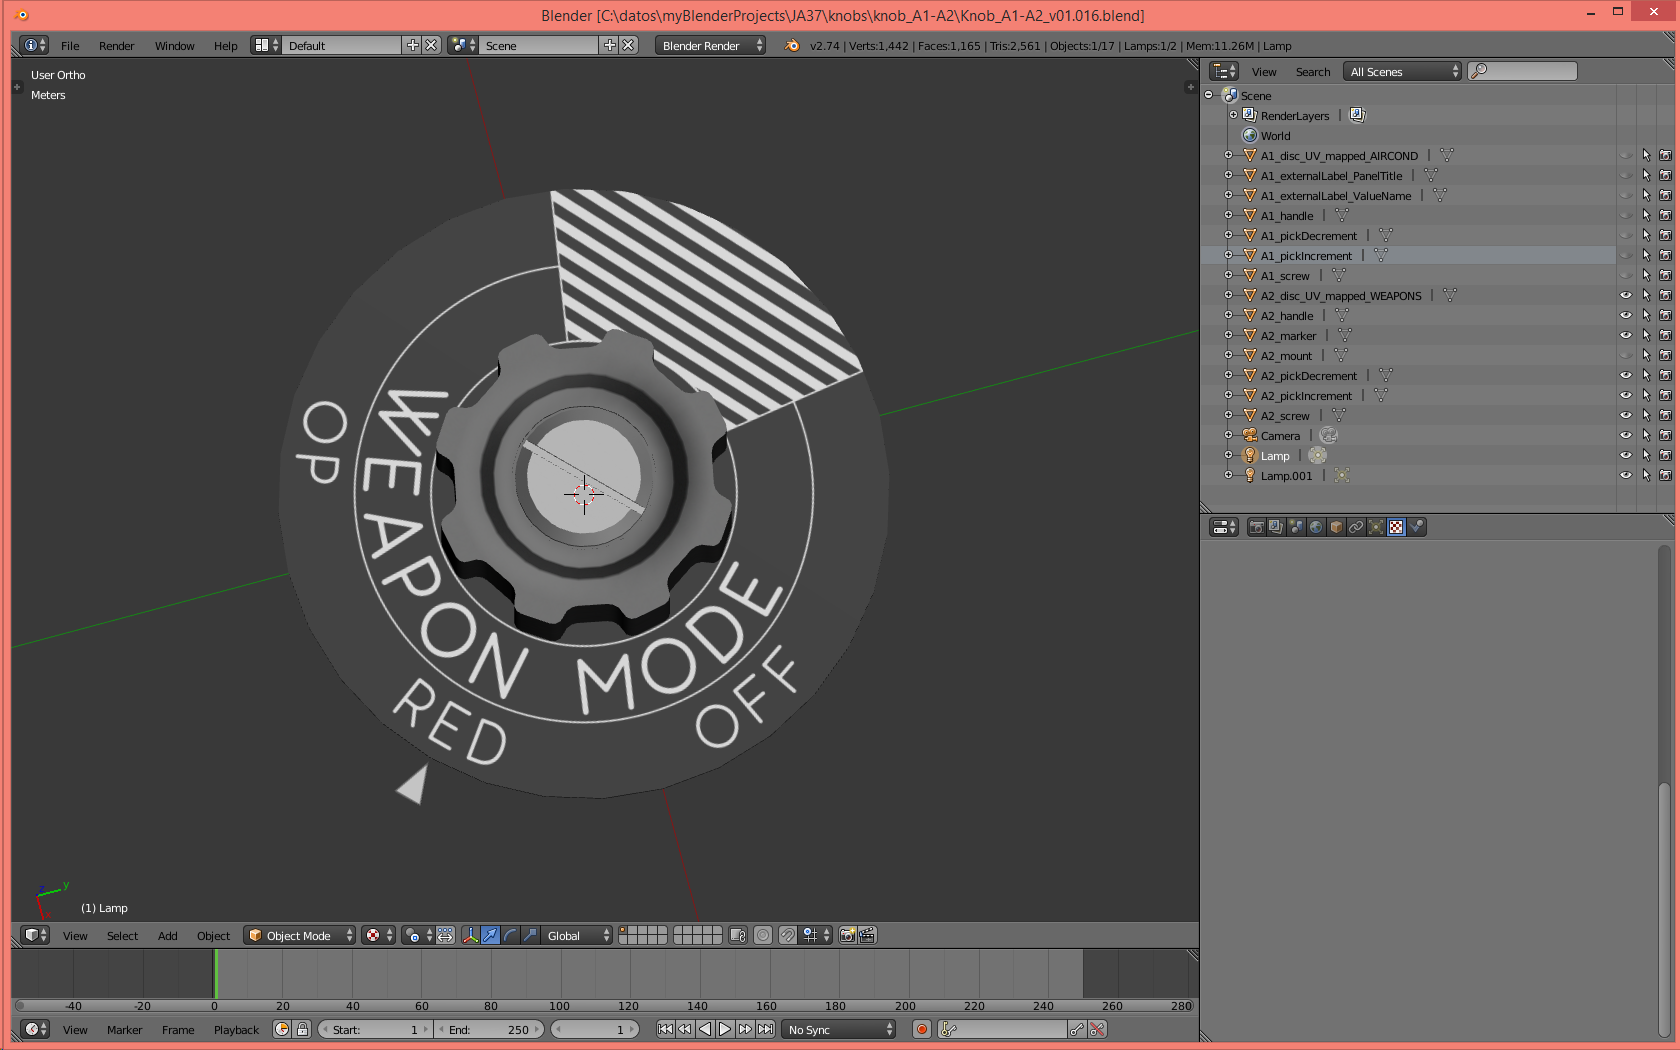 Blender [C:\datos\myBlenderProjects\JA37\knobs\knob_A1-A2\Knob_A1-A2_v01.016.blend]
File Render Window Help Default Scene Blender Render v2.74 | Verts:1,442 | Faces:1,165 | Tris:2,561 | Objects:1/17 | Lamps:1/2 | Mem:11.26M | Lamp
User Ortho
Meters
OP
WEAPON MODE
RED
OFF
z y
(1) Lamp
View Select Add Object Object Mode Global
-40 -20 0 20 40 60 80 100 120 140 160 180 200 220 240 260 280
View Marker Frame Playback Start: 1 End: 250 1 No Sync
View Search All Scenes
Scene
RenderLayers |
World
A1_disc_UV_mapped_AIRCOND |
A1_externalLabel_PanelTitle |
A1_externalLabel_ValueName |
A1_handle |
A1_pickDecrement |
A1_pickIncrement |
A1_screw |
A2_disc_UV_mapped_WEAPONS |
A2_handle |
A2_marker |
A2_mount |
A2_pickDecrement |
A2_pickIncrement |
A2_screw |
Camera |
Lamp |
Lamp.001 |